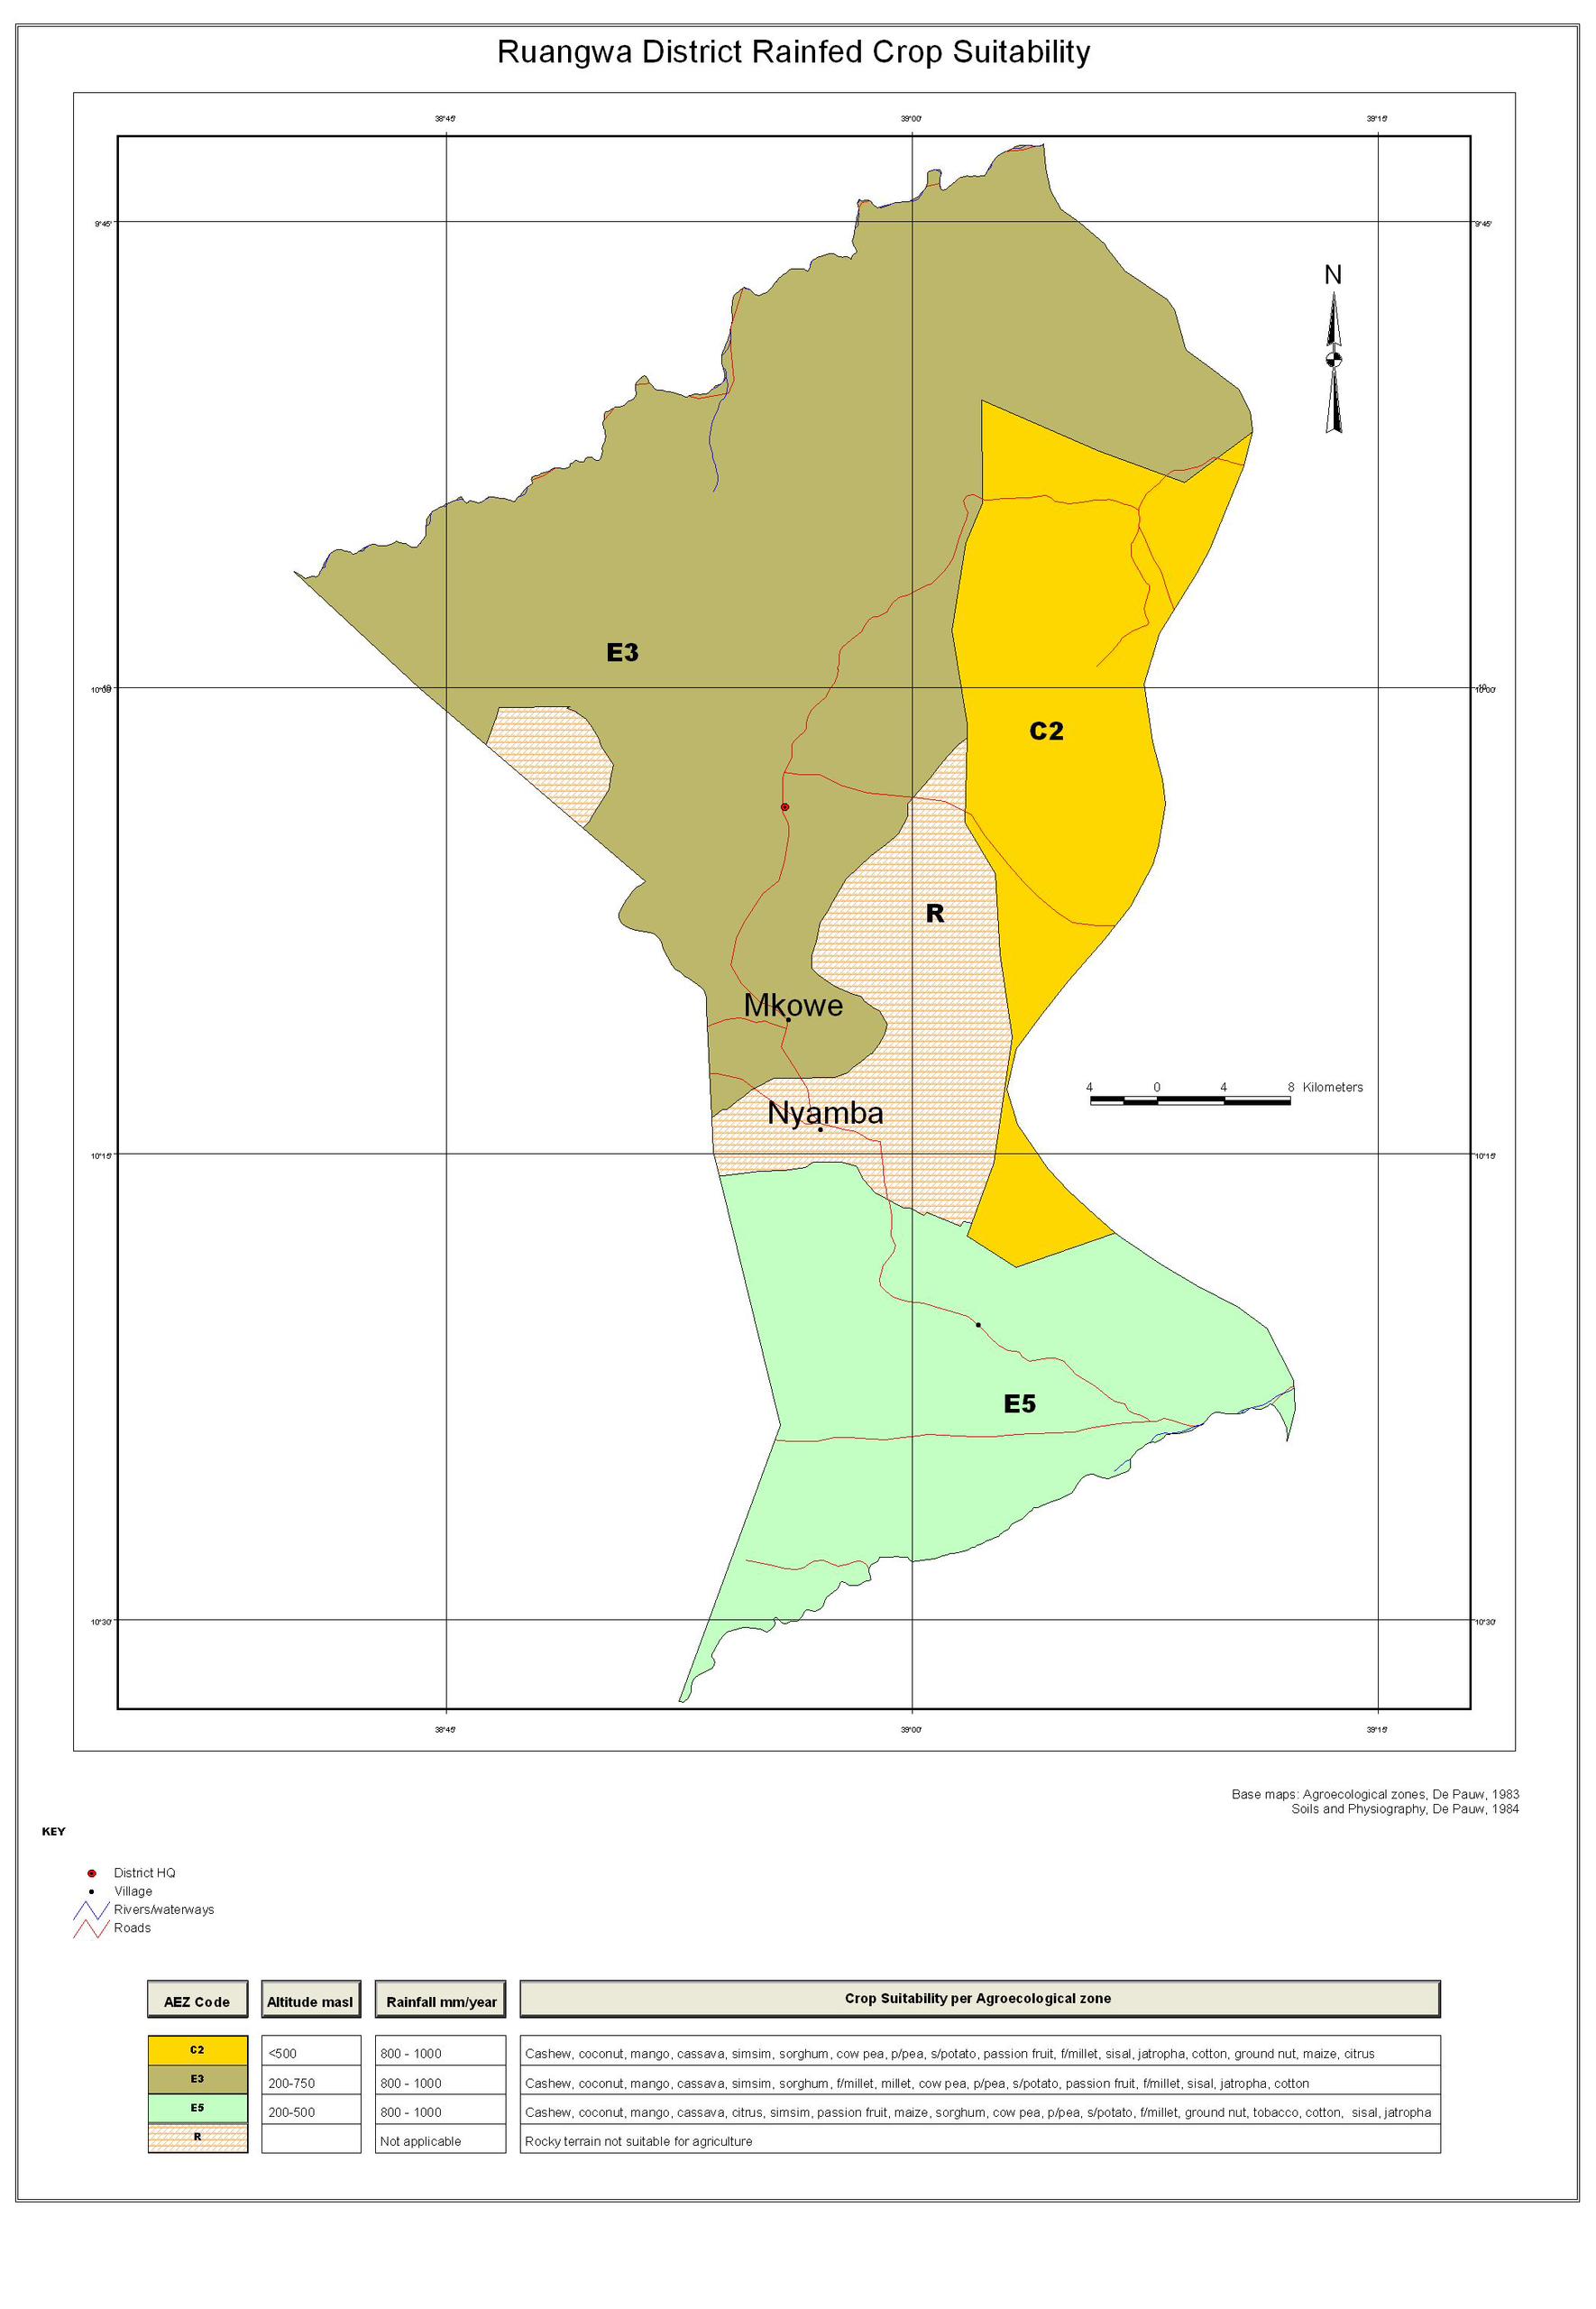 Ruangwa District Rainfed Crop Suitability
38°45' 39°00' 39°15'
9°45' 9°45'
N
E3
10°00' 10°00'
C2
R
Mkowe
4 0 4 8 Kilometers
Nyamba
10°15' 10°15'
E5
10°30' 10°30'
38°45' 39°00' 39°15'
Base maps: Agroecological zones, De Pauw, 1983
Soils and Physiography, De Pauw, 1984
KEY
District HQ
Village
Rivers/waterways
Roads
AEZ Code Altitude masl Rainfall mm/year Crop Suitability per Agroecological zone
C2 <500 800 - 1000 Cashew, coconut, mango, cassava, simsim, sorghum, cow pea, p/pea, s/potato, passion fruit, f/millet, sisal, jatropha, cotton, ground nut, maize, citrus
E3 200-750 800 - 1000 Cashew, coconut, mango, cassava, simsim, sorghum, f/millet, millet, cow pea, p/pea, s/potato, passion fruit, f/millet, sisal, jatropha, cotton
E5 200-500 800 - 1000 Cashew, coconut, mango, cassava, citrus, simsim, passion fruit, maize, sorghum, cow pea, p/pea, s/potato, f/millet, ground nut, tobacco, cotton, sisal, jatropha
R Not applicable Rocky terrain not suitable for agriculture